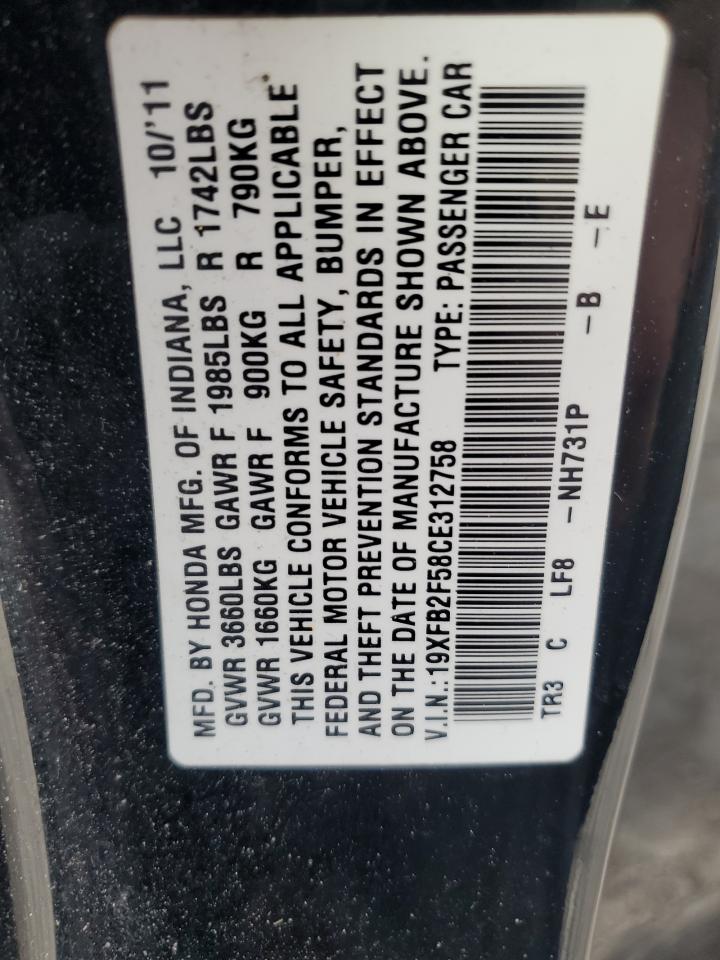 MFD. BY HONDA MFG. OF INDIANA, LLC 10/'11
GVWR 3660LBS GAWR F 1985LBS R 1742LBS
GVWR 1660KG GAWR F 900KG R 790KG
THIS VEHICLE CONFORMS TO ALL APPLICABLE
FEDERAL MOTOR VEHICLE SAFETY, BUMPER,
AND THEFT PREVENTION STANDARDS IN EFFECT
ON THE DATE OF MANUFACTURE SHOWN ABOVE.
V.I.N.: 19XFB2F58CE312758 TYPE: PASSENGER CAR
TR3 C LF8 -NH731P -B -E